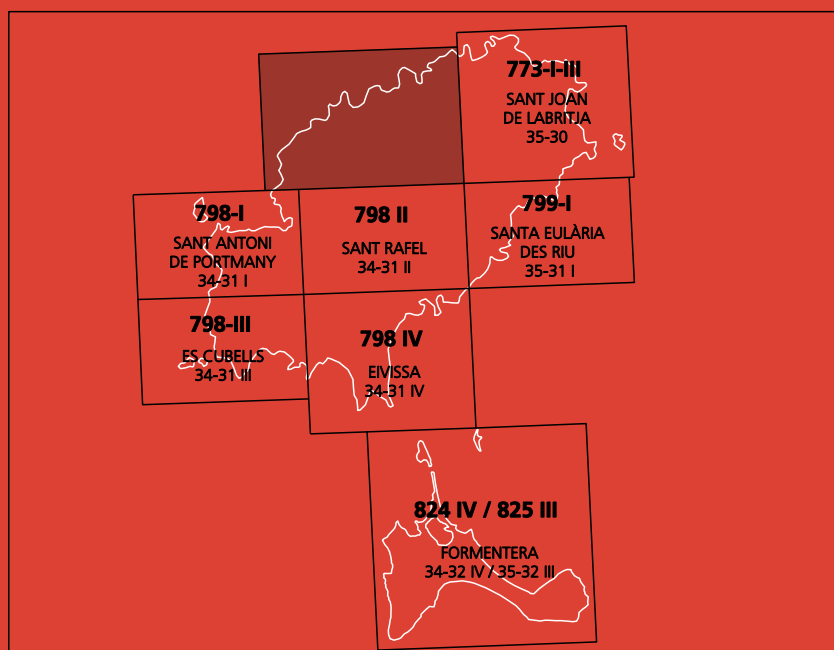 773-I-III
SANT JOAN
DE LABRITJA
35-30
798-I
SANT ANTONI
DE PORTMANY
34-31 I
798 II
SANT RAFEL
34-31 II
799-I
SANTA EULÀRIA
DES RIU
35-31 I
798-III
ES CUBELLS
34-31 III
798 IV
EIVISSA
34-31 IV
824 IV / 825 III
FORMENTERA
34-32 IV / 35-32 III